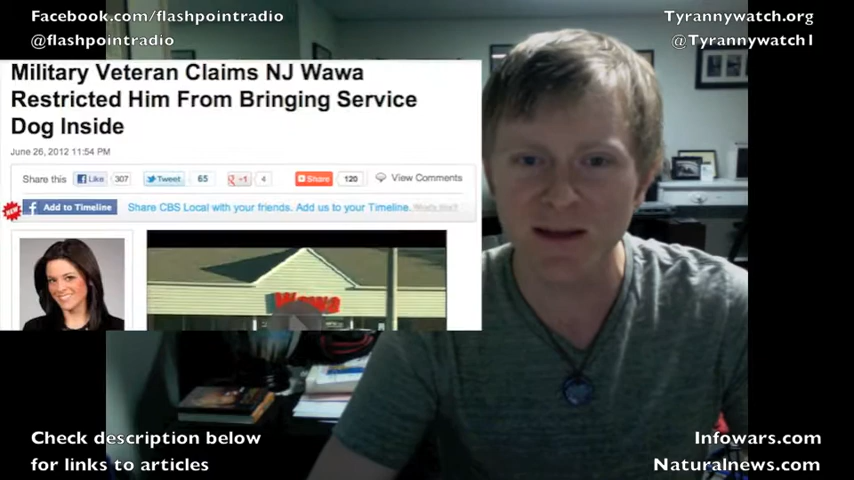 Facebook.com/flashpointradio
@flashpointradio
Tyrannywatch.org
@Tyrannywatch1
Military Veteran Claims NJ Wawa
Restricted Him From Bringing Service
Dog Inside
June 26, 2012 11:54 PM
Share this
Like 307
Tweet 65
+1 4
Share 120
View Comments
NEW
Add to Timeline
Share CBS Local with your friends. Add us to your Timeline. What's this?
Wawa
Check description below
for links to articles
Infowars.com
Naturalnews.com